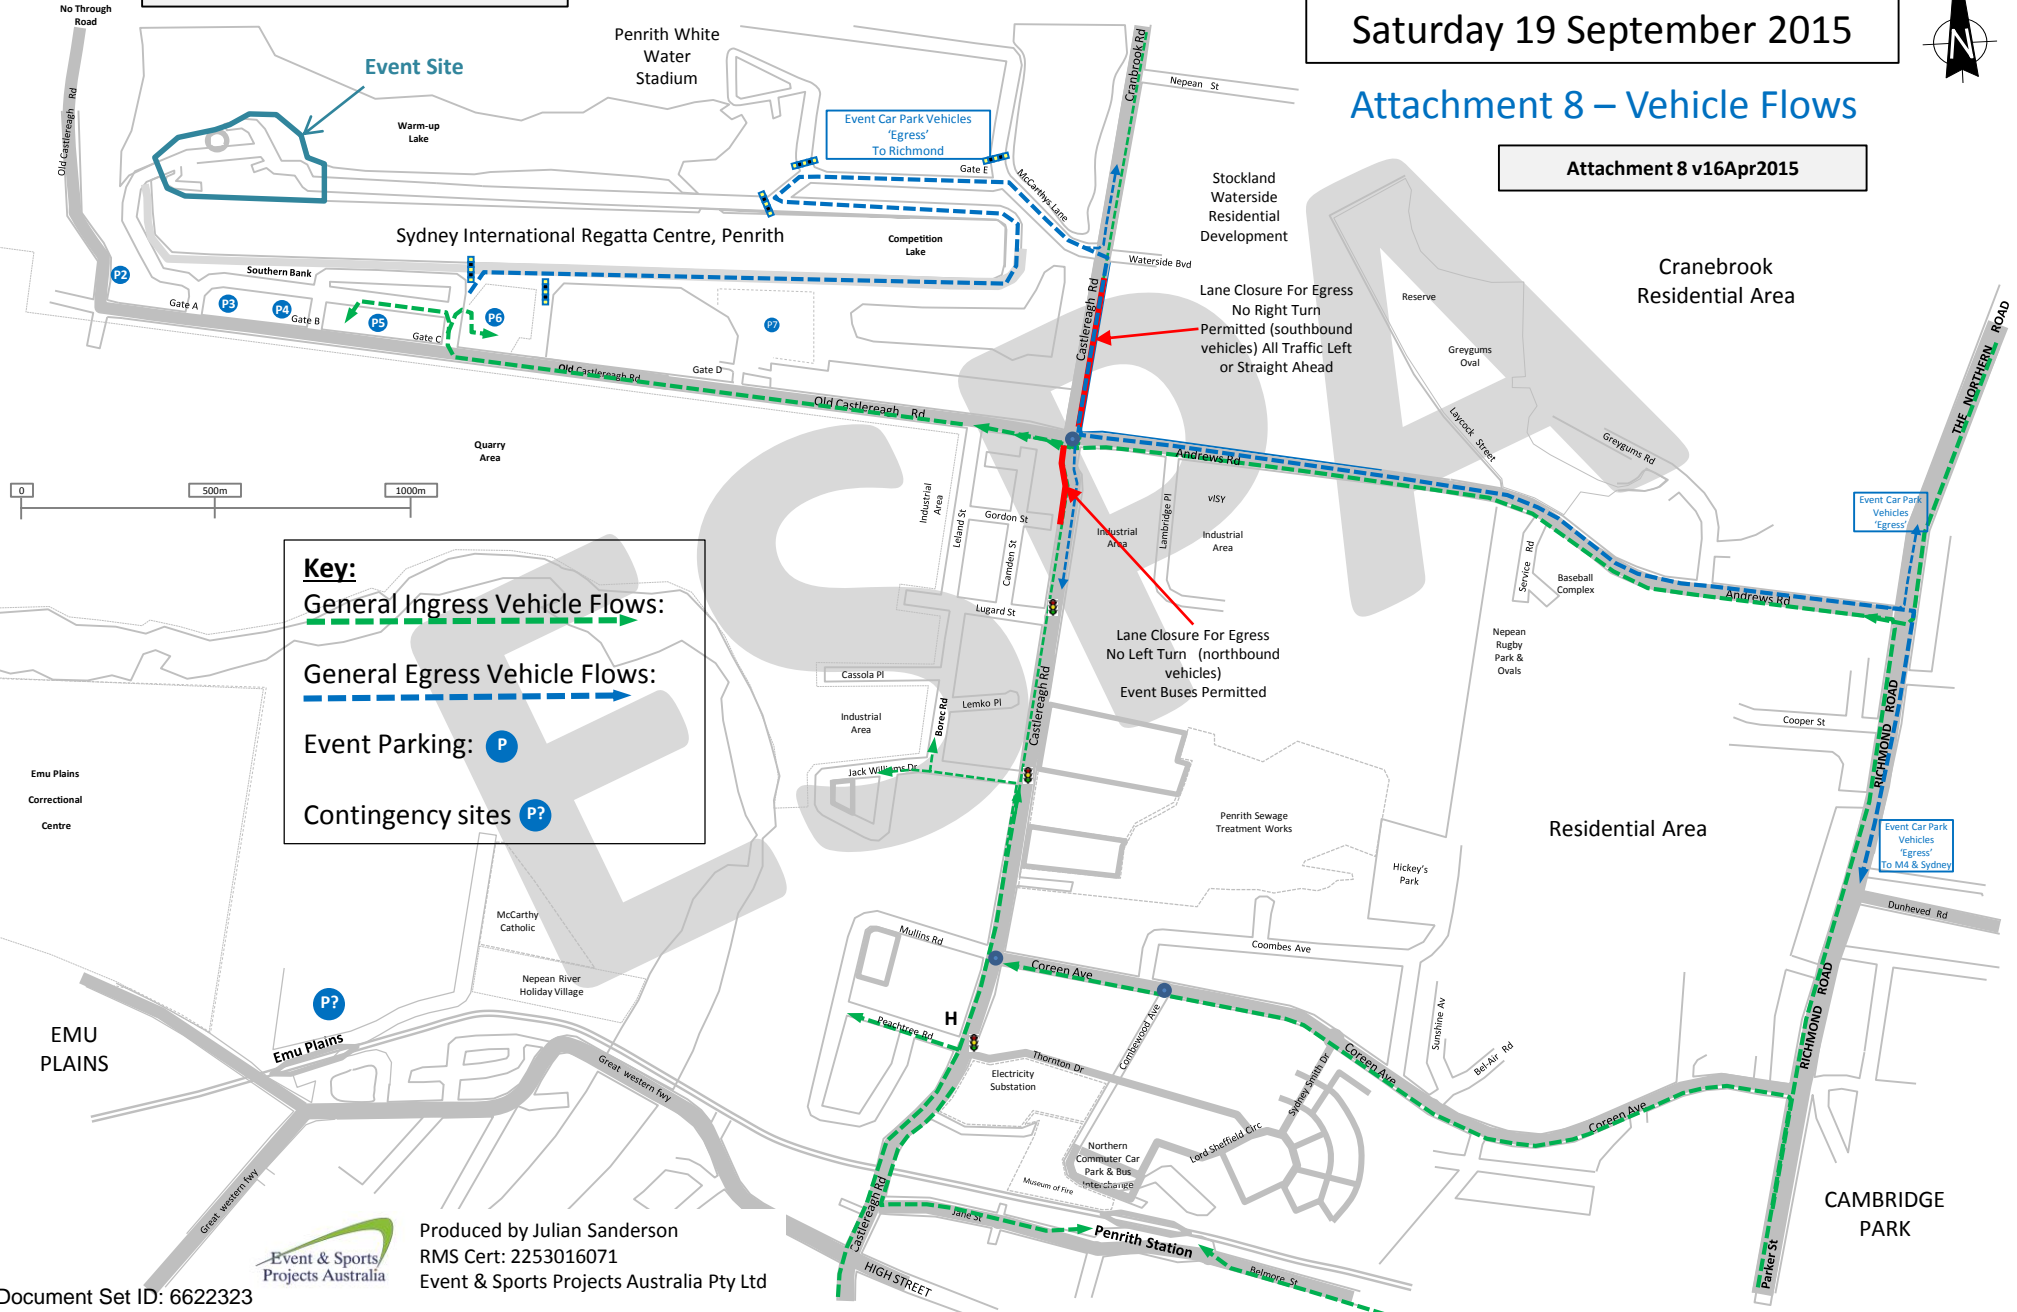 No Through
Road
Saturday 19 September 2015
N
Attachment 8 – Vehicle Flows
Attachment 8 v16Apr2015
Penrith White
Water
Stadium
Event Site
Warm-up
Lake
Old Castlereagh Rd
Event Car Park Vehicles
'Egress'
To Richmond
Gate E
McCarthys Lane
Cranbrook Rd
Nepean St
Stockland
Waterside
Residential
Development
Sydney International Regatta Centre, Penrith
Competition
Lake
Waterside Bvd
Cranebrook
Residential Area
Southern Bank
P2
P3
P4
P5
P6
P7
Gate A
Gate B
Gate C
Gate D
Old Castlereagh Rd
Old Castlereagh Rd
Castlereagh Rd
Lane Closure For Egress
No Right Turn
Permitted (southbound
vehicles) All Traffic Left
or Straight Ahead
Reserve
Greygums
Oval
Laycock Street
Greygums Rd
THE NORTHERN ROAD
Quarry
Area
0
500m
1000m
Andrews Rd
Industrial
Area
Leland St
Gordon St
Camden St
Lugard St
Industrial
Area
Lambridge Pl
vISY
Industrial
Area
Service Rd
Baseball
Complex
Andrews Rd
Event Car Park
Vehicles
'Egress'
Key:
General Ingress Vehicle Flows:
General Egress Vehicle Flows:
Event Parking: P
Contingency sites P?
Lane Closure For Egress
No Left Turn (northbound
vehicles)
Event Buses Permitted
Nepean
Rugby
Park &
Ovals
Cassola Pl
Lemko Pl
Borec Rd
Industrial
Area
Jack Williams Dr
Castlereagh Rd
Cooper St
RICHMOND ROAD
RICHMOND ROAD
Emu Plains
Correctional
Centre
Penrith Sewage
Treatment Works
Residential Area
Hickey's
Park
Event Car Park
Vehicles
'Egress'
To M4 & Sydney
Dunheved Rd
McCarthy
Catholic
Nepean River
Holiday Village
Mullins Rd
Coombes Ave
Coreen Ave
P?
H
Peachtree Rd
EMU
PLAINS
Emu Plains
Great western fwy
Thornton Dr
Combewood Ave
Electricity
Substation
Sydney Smith Dr
Coreen Ave
Sunshine Av
Bel-Air Rd
RICHMOND ROAD
Coreen Ave
Northern
Commuter Car
Park & Bus
Interchange
Lord Sheffield Circ
Museum of Fire
Great western fwy
Castlereagh Rd
Jane St
Penrith Station
Belmore St
HIGH STREET
CAMBRIDGE
PARK
Parker St
Event & Sports
Projects Australia
Produced by Julian Sanderson
RMS Cert: 2253016071
Event & Sports Projects Australia Pty Ltd
Document Set ID: 6622323
ESPA